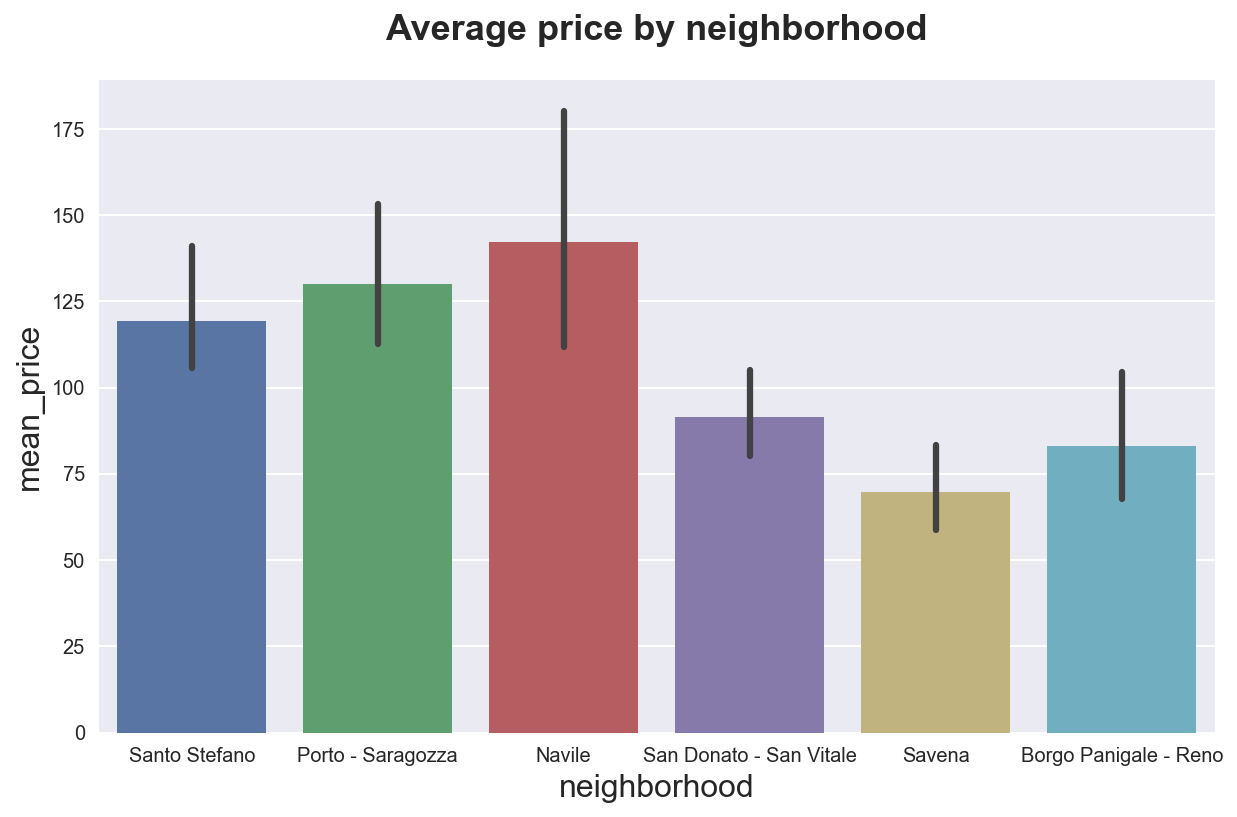 Average price by neighborhood
175
150
125
100
75
50
25
0
mean_price
Santo Stefano
Porto - Saragozza
Navile
San Donato - San Vitale
Savena
Borgo Panigale - Reno
neighborhood